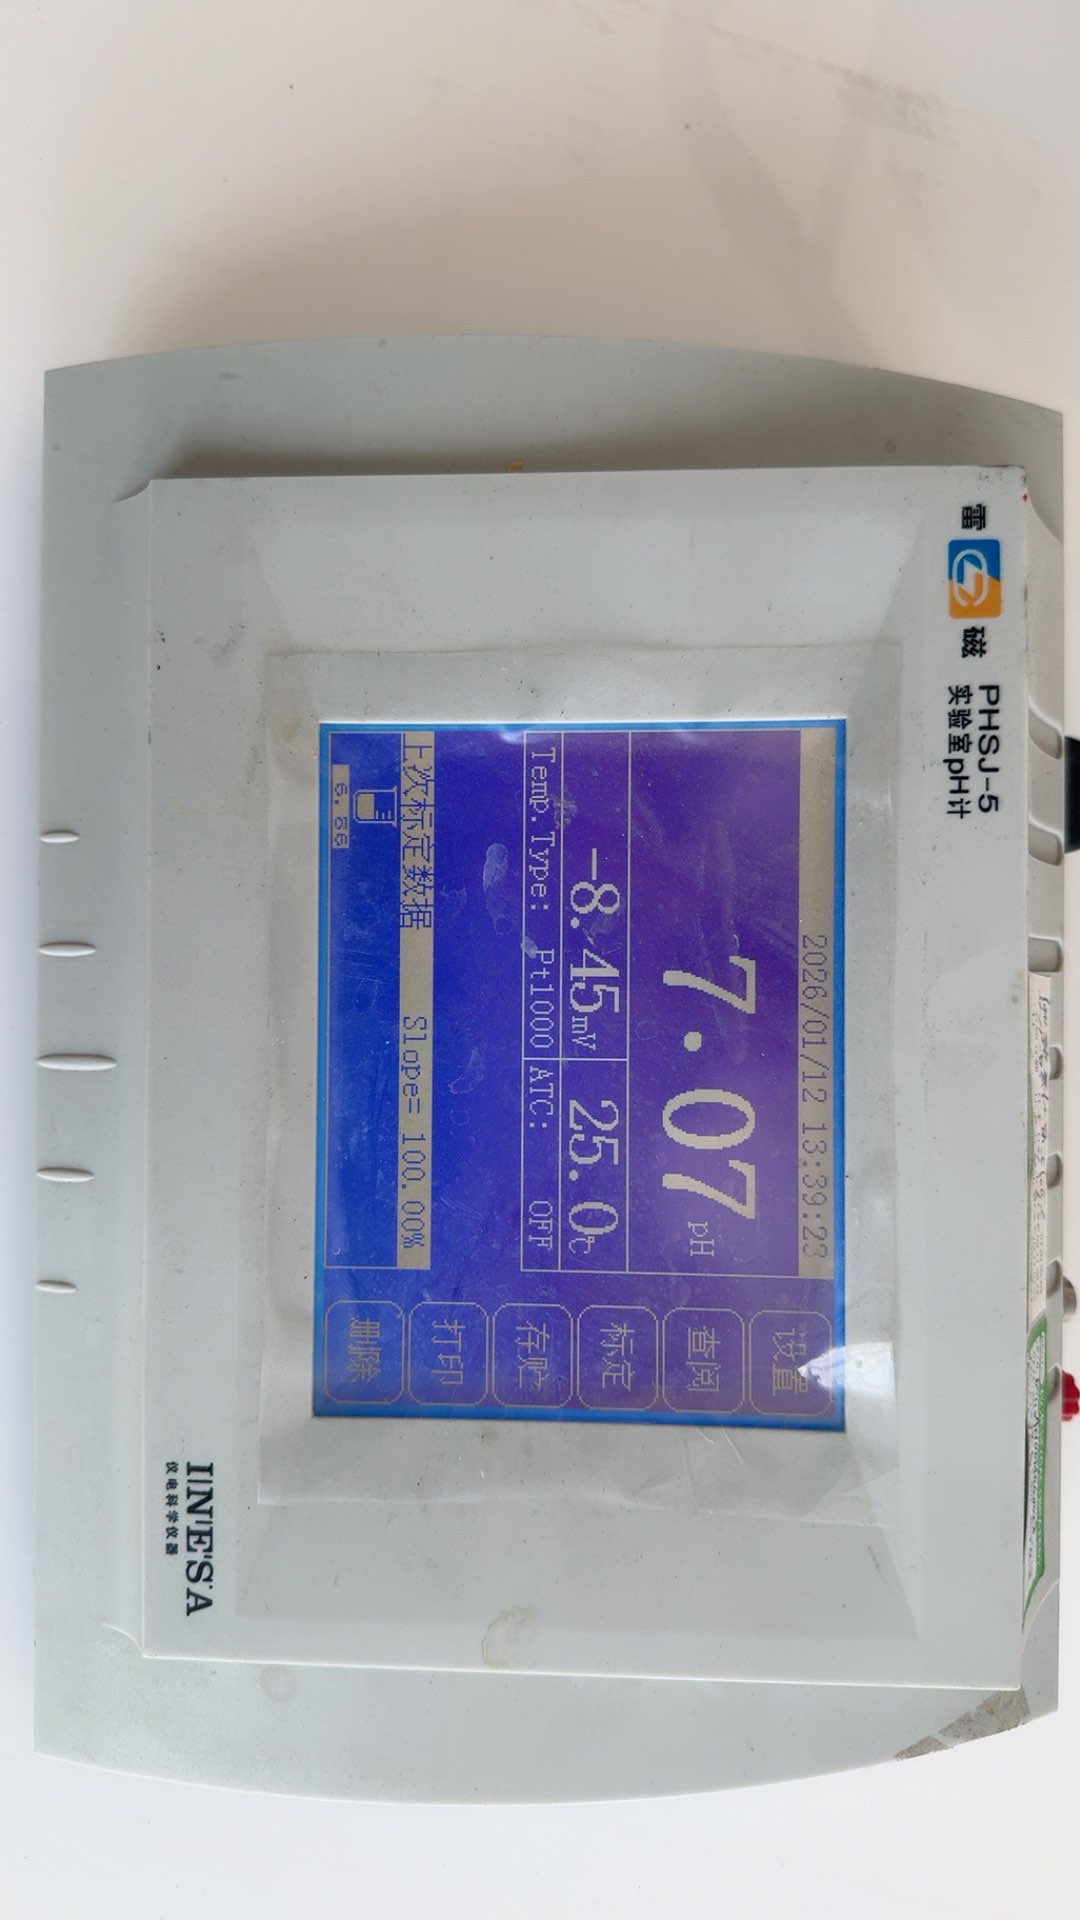 雷 磁
PHSJ-5
实验室pH计
2026/01/12 13:39:23
7.07 pH
-8.45mV 25.0℃
Temp.Type: Pt1000 ATC: OFF
上次标定数据 Slope= 100.00%
6.86
设置
查阅
标定
存贮
打印
删除
INESA
仪电科学仪器